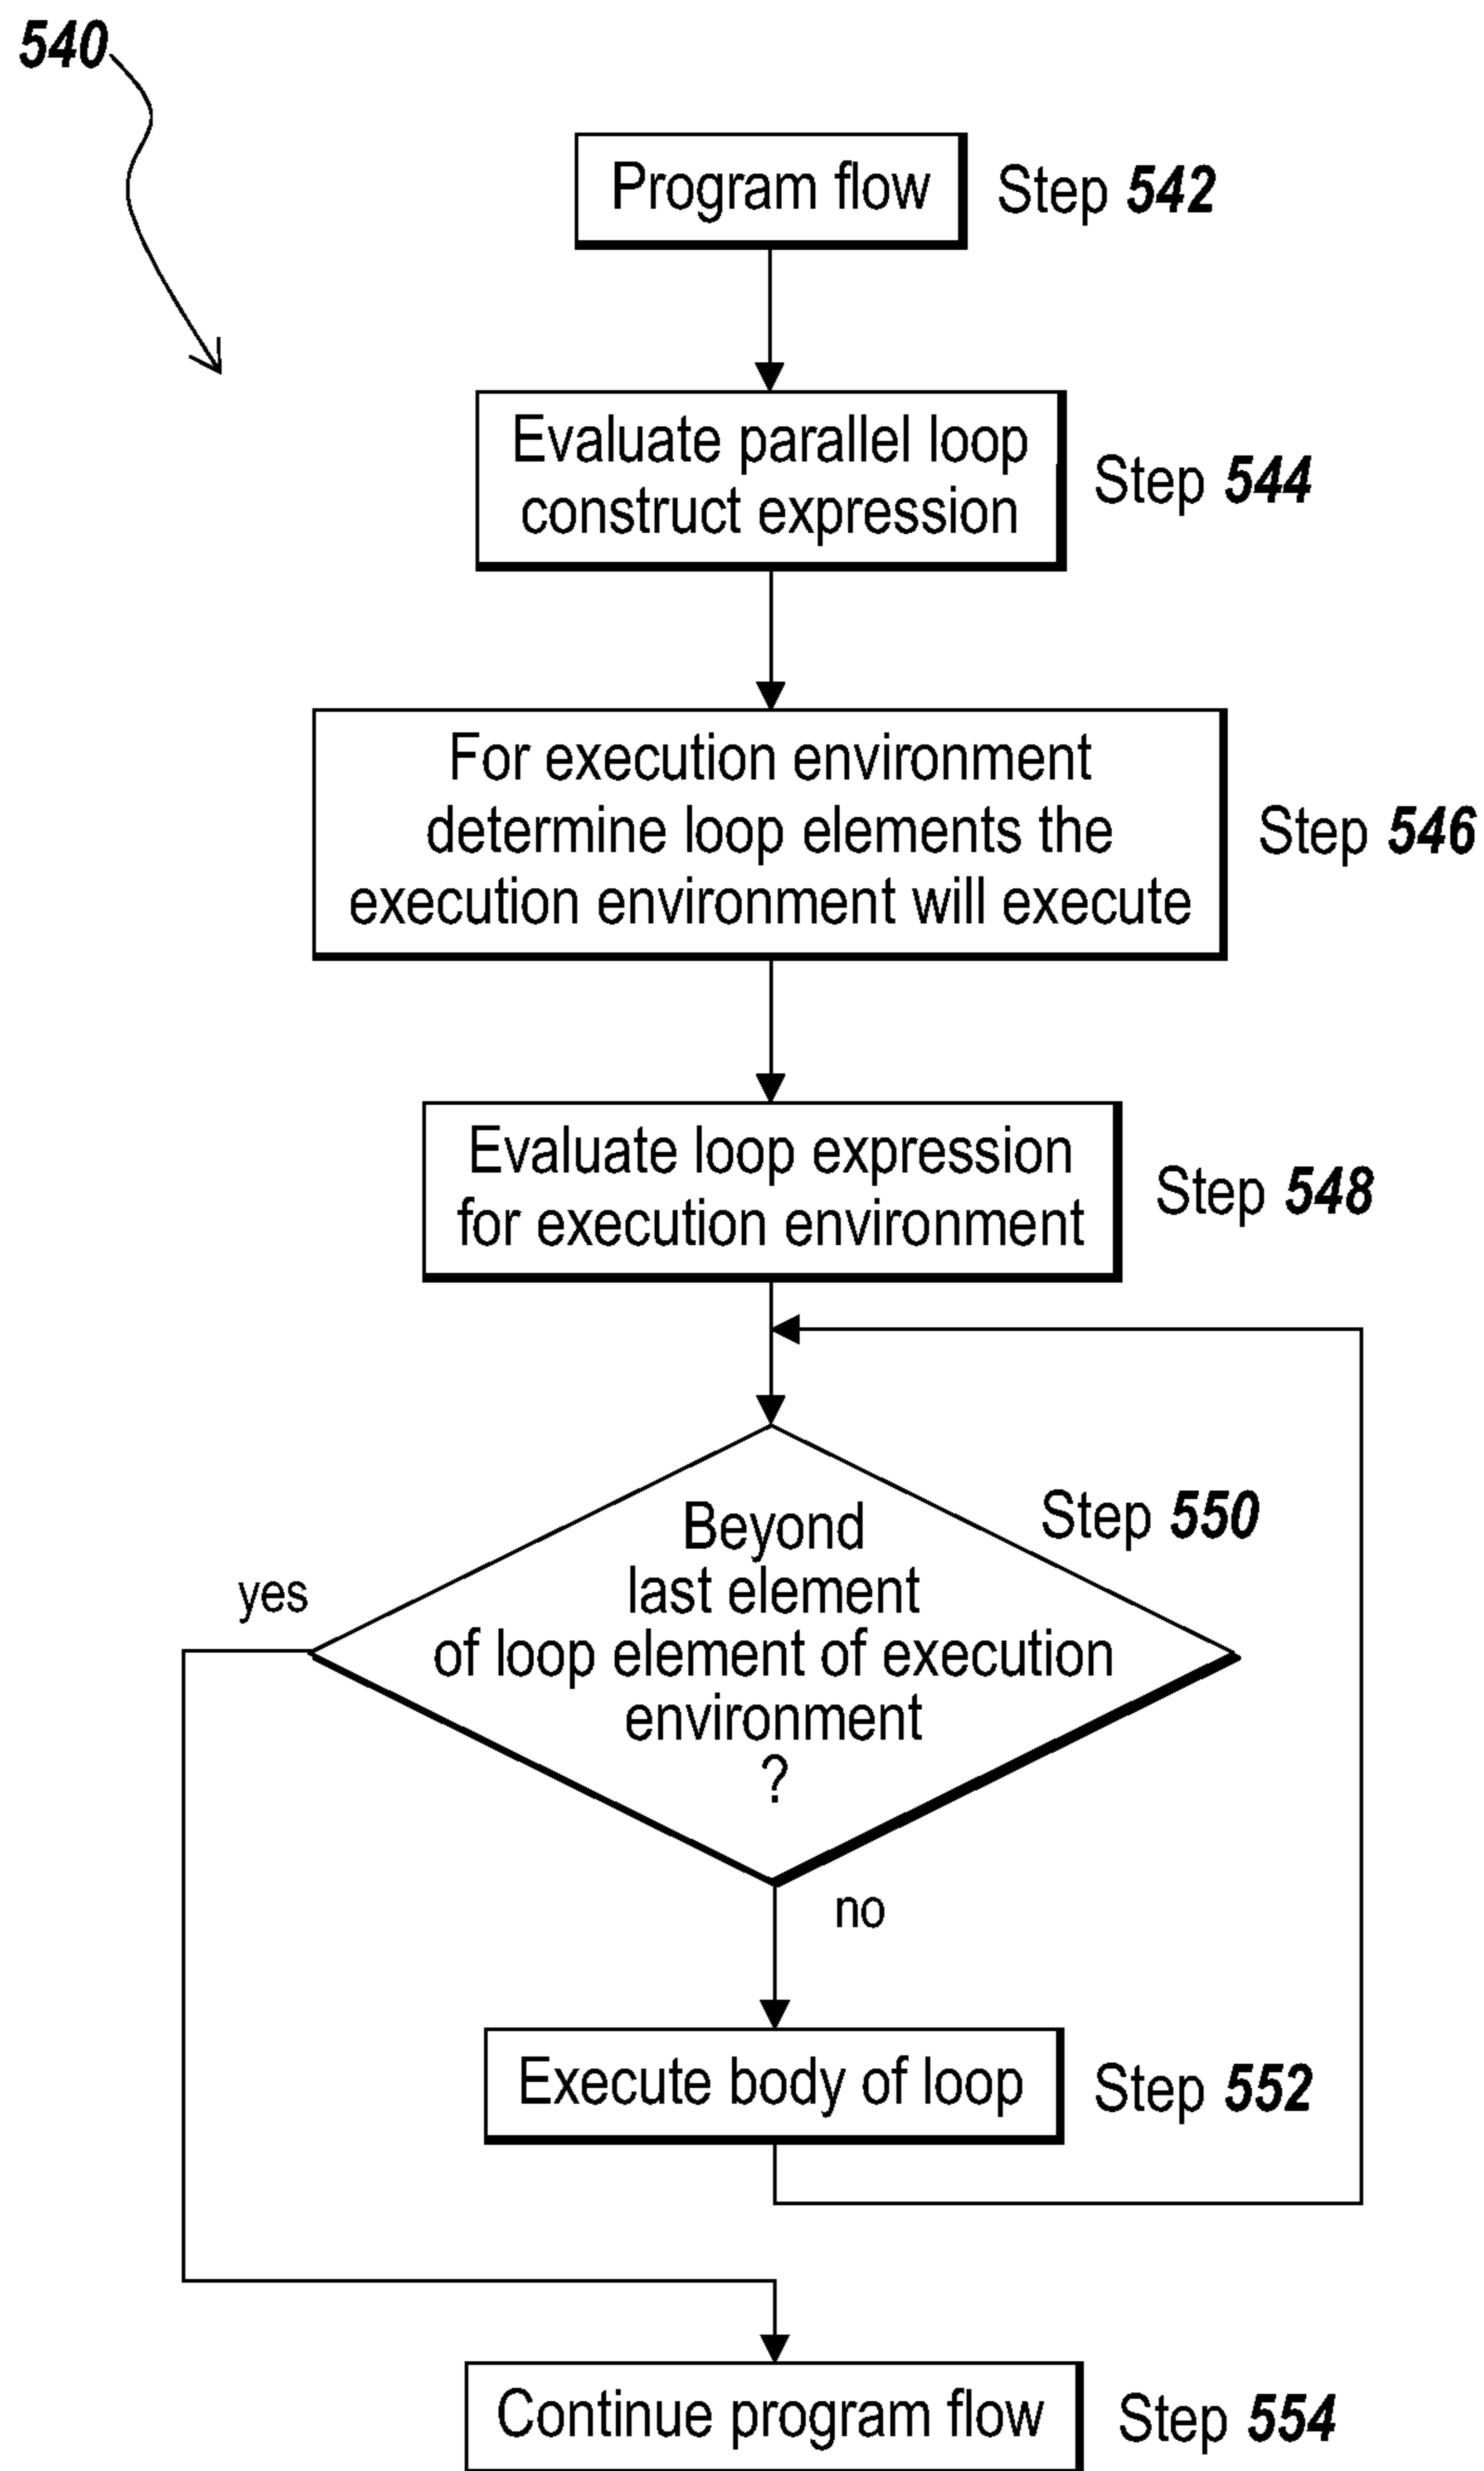 540
Program flow
Step 542
Evaluate parallel loop
construct expression
Step 544
For execution environment
determine loop elements the
execution environment will execute
Step 546
Evaluate loop expression
for execution environment
Step 548
Beyond
last element
of loop element of execution
environment
?
Step 550
yes
no
Execute body of loop
Step 552
Continue program flow
Step 554